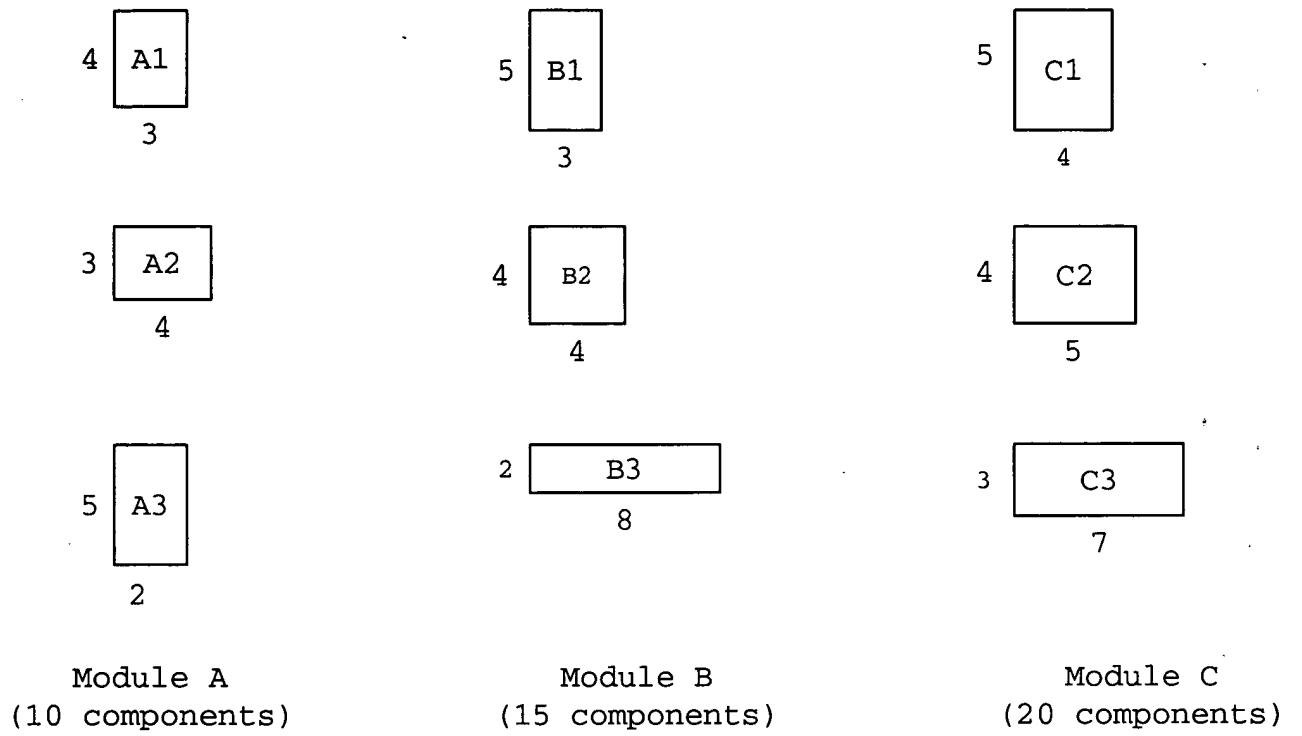 4 A1 5 B1 5 C1
3 3 4
3 A2 4 B2 4 C2
4 4 5
5 A3 2 B3 3 C3
2 8 7
Module A Module B Module C
(10 components) (15 components) (20 components)